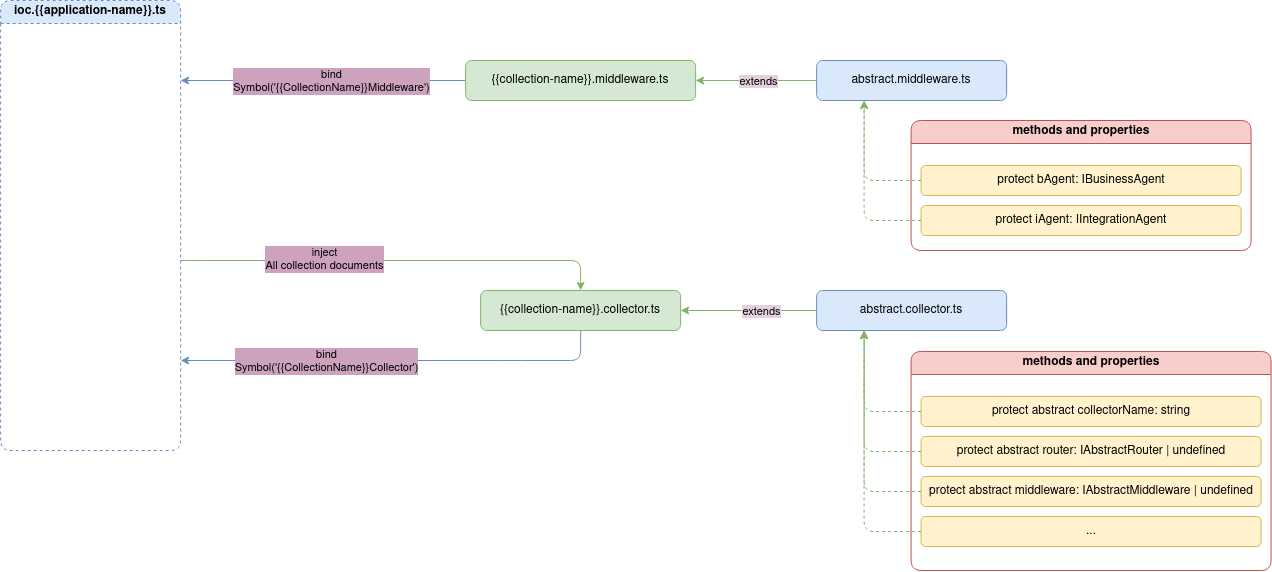 ioc.{{application-name}}.ts
bind
Symbol('{{CollectionName}}Middleware')
{{collection-name}}.middleware.ts
extends
abstract.middleware.ts
methods and properties
protect bAgent: IBusinessAgent
protect iAgent: IIntegrationAgent
inject
All collection documents
{{collection-name}}.collector.ts
extends
abstract.collector.ts
bind
Symbol('{{CollectionName}}Collector')
methods and properties
protect abstract collectorName: string
protect abstract router: IAbstractRouter | undefined
protect abstract middleware: IAbstractMiddleware | undefined
...